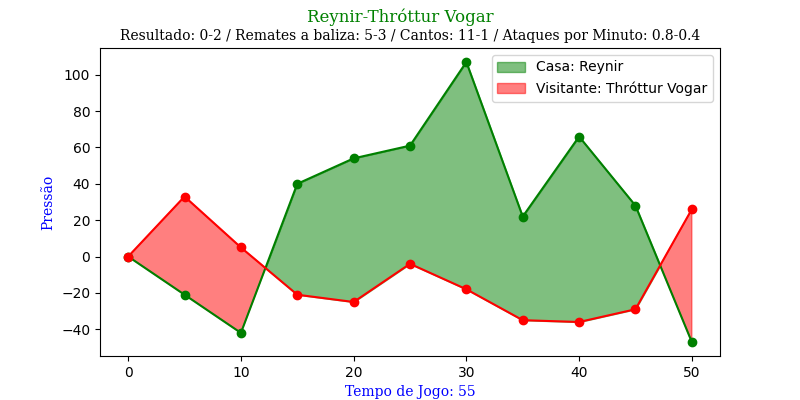 Reynir-Thróttur Vogar
Resultado: 0-2 / Remates a baliza: 5-3 / Cantos: 11-1 / Ataques por Minuto: 0.8-0.4
Casa: Reynir
Visitante: Thróttur Vogar
Pressão
100
80
60
40
20
0
−20
−40
0 10 20 30 40 50
Tempo de Jogo: 55